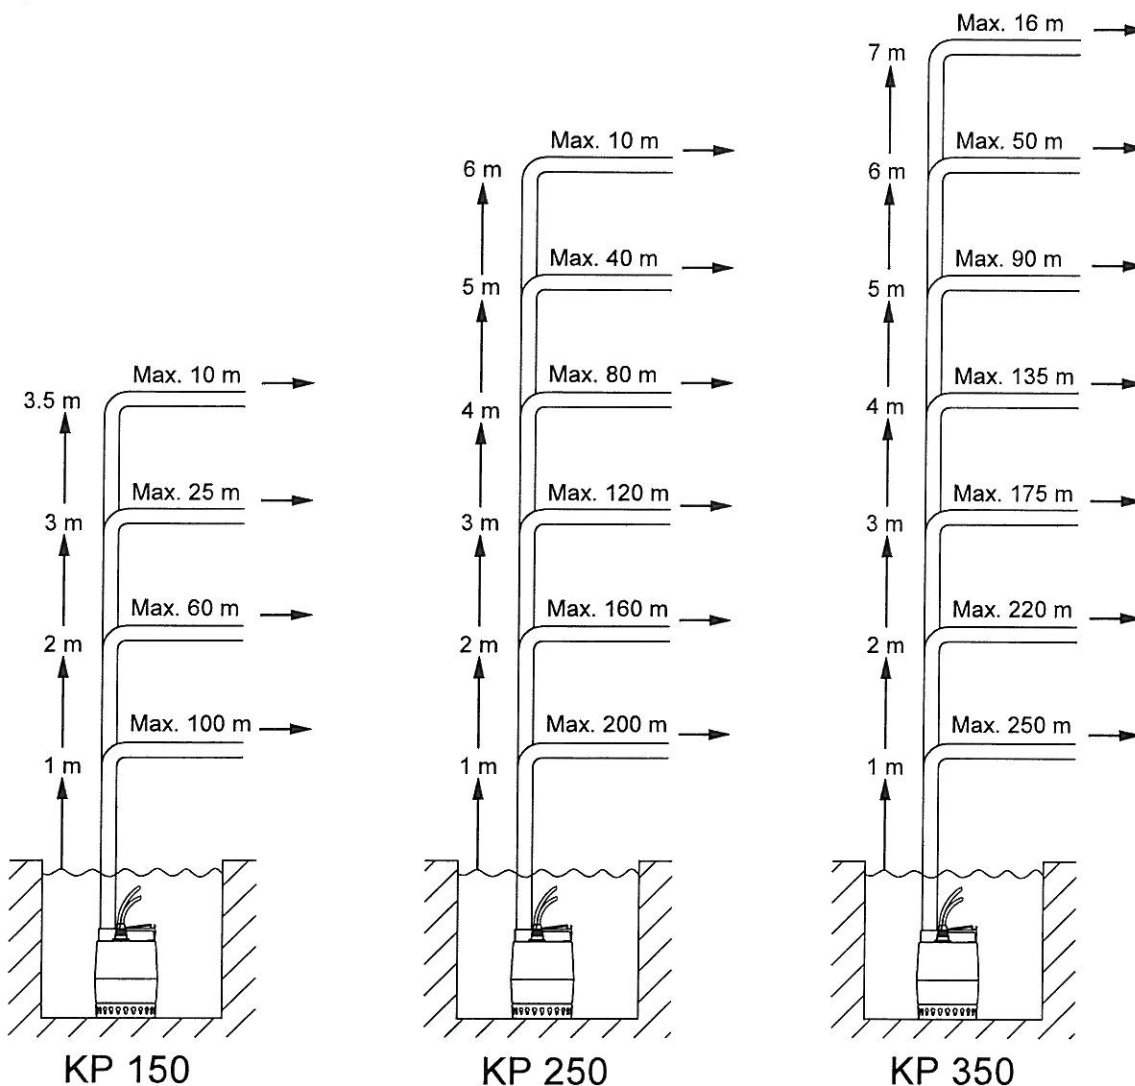 Max. 10 m
3.5 m
Max. 25 m
3 m
Max. 60 m
2 m
Max. 100 m
1 m
KP 150
Max. 10 m
6 m
Max. 40 m
5 m
Max. 80 m
4 m
Max. 120 m
3 m
Max. 160 m
2 m
Max. 200 m
1 m
KP 250
Max. 16 m
7 m
Max. 50 m
6 m
Max. 90 m
5 m
Max. 135 m
4 m
Max. 175 m
3 m
Max. 220 m
2 m
Max. 250 m
1 m
KP 350